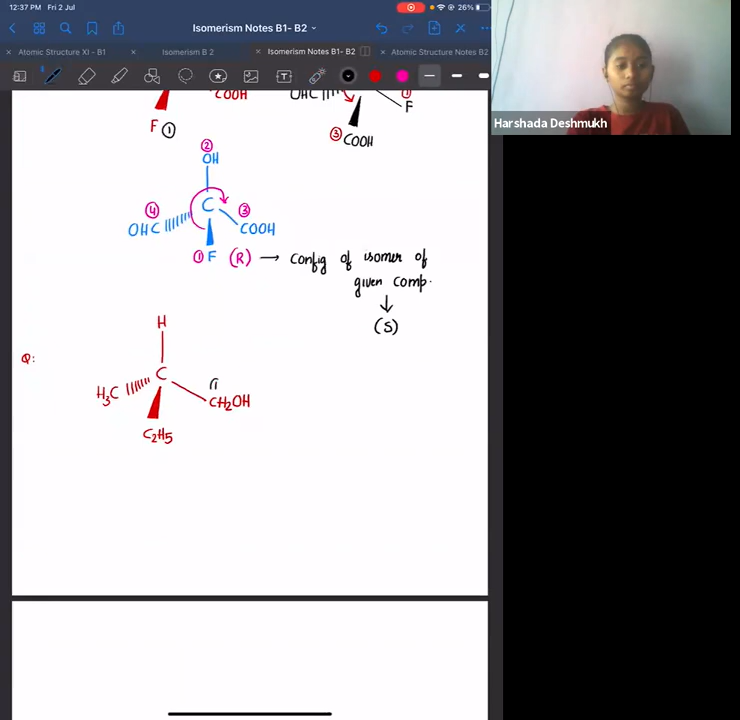 12:37 PM Fri 2 Jul
26%
Isomerism Notes B1- B2
Atomic Structure XI - B1
Isomerism B 2
Isomerism Notes B1- B2
Atomic Structure Notes B2
Harshada Deshmukh
COOH
OHC
①
F
F ①
③ COOH
②
OH
④
C
③
OHC
COOH
① F (R) → Config of isomer of
given comp.
↓
(S)
H
Q:
C
H3C
CH2OH
C2H5